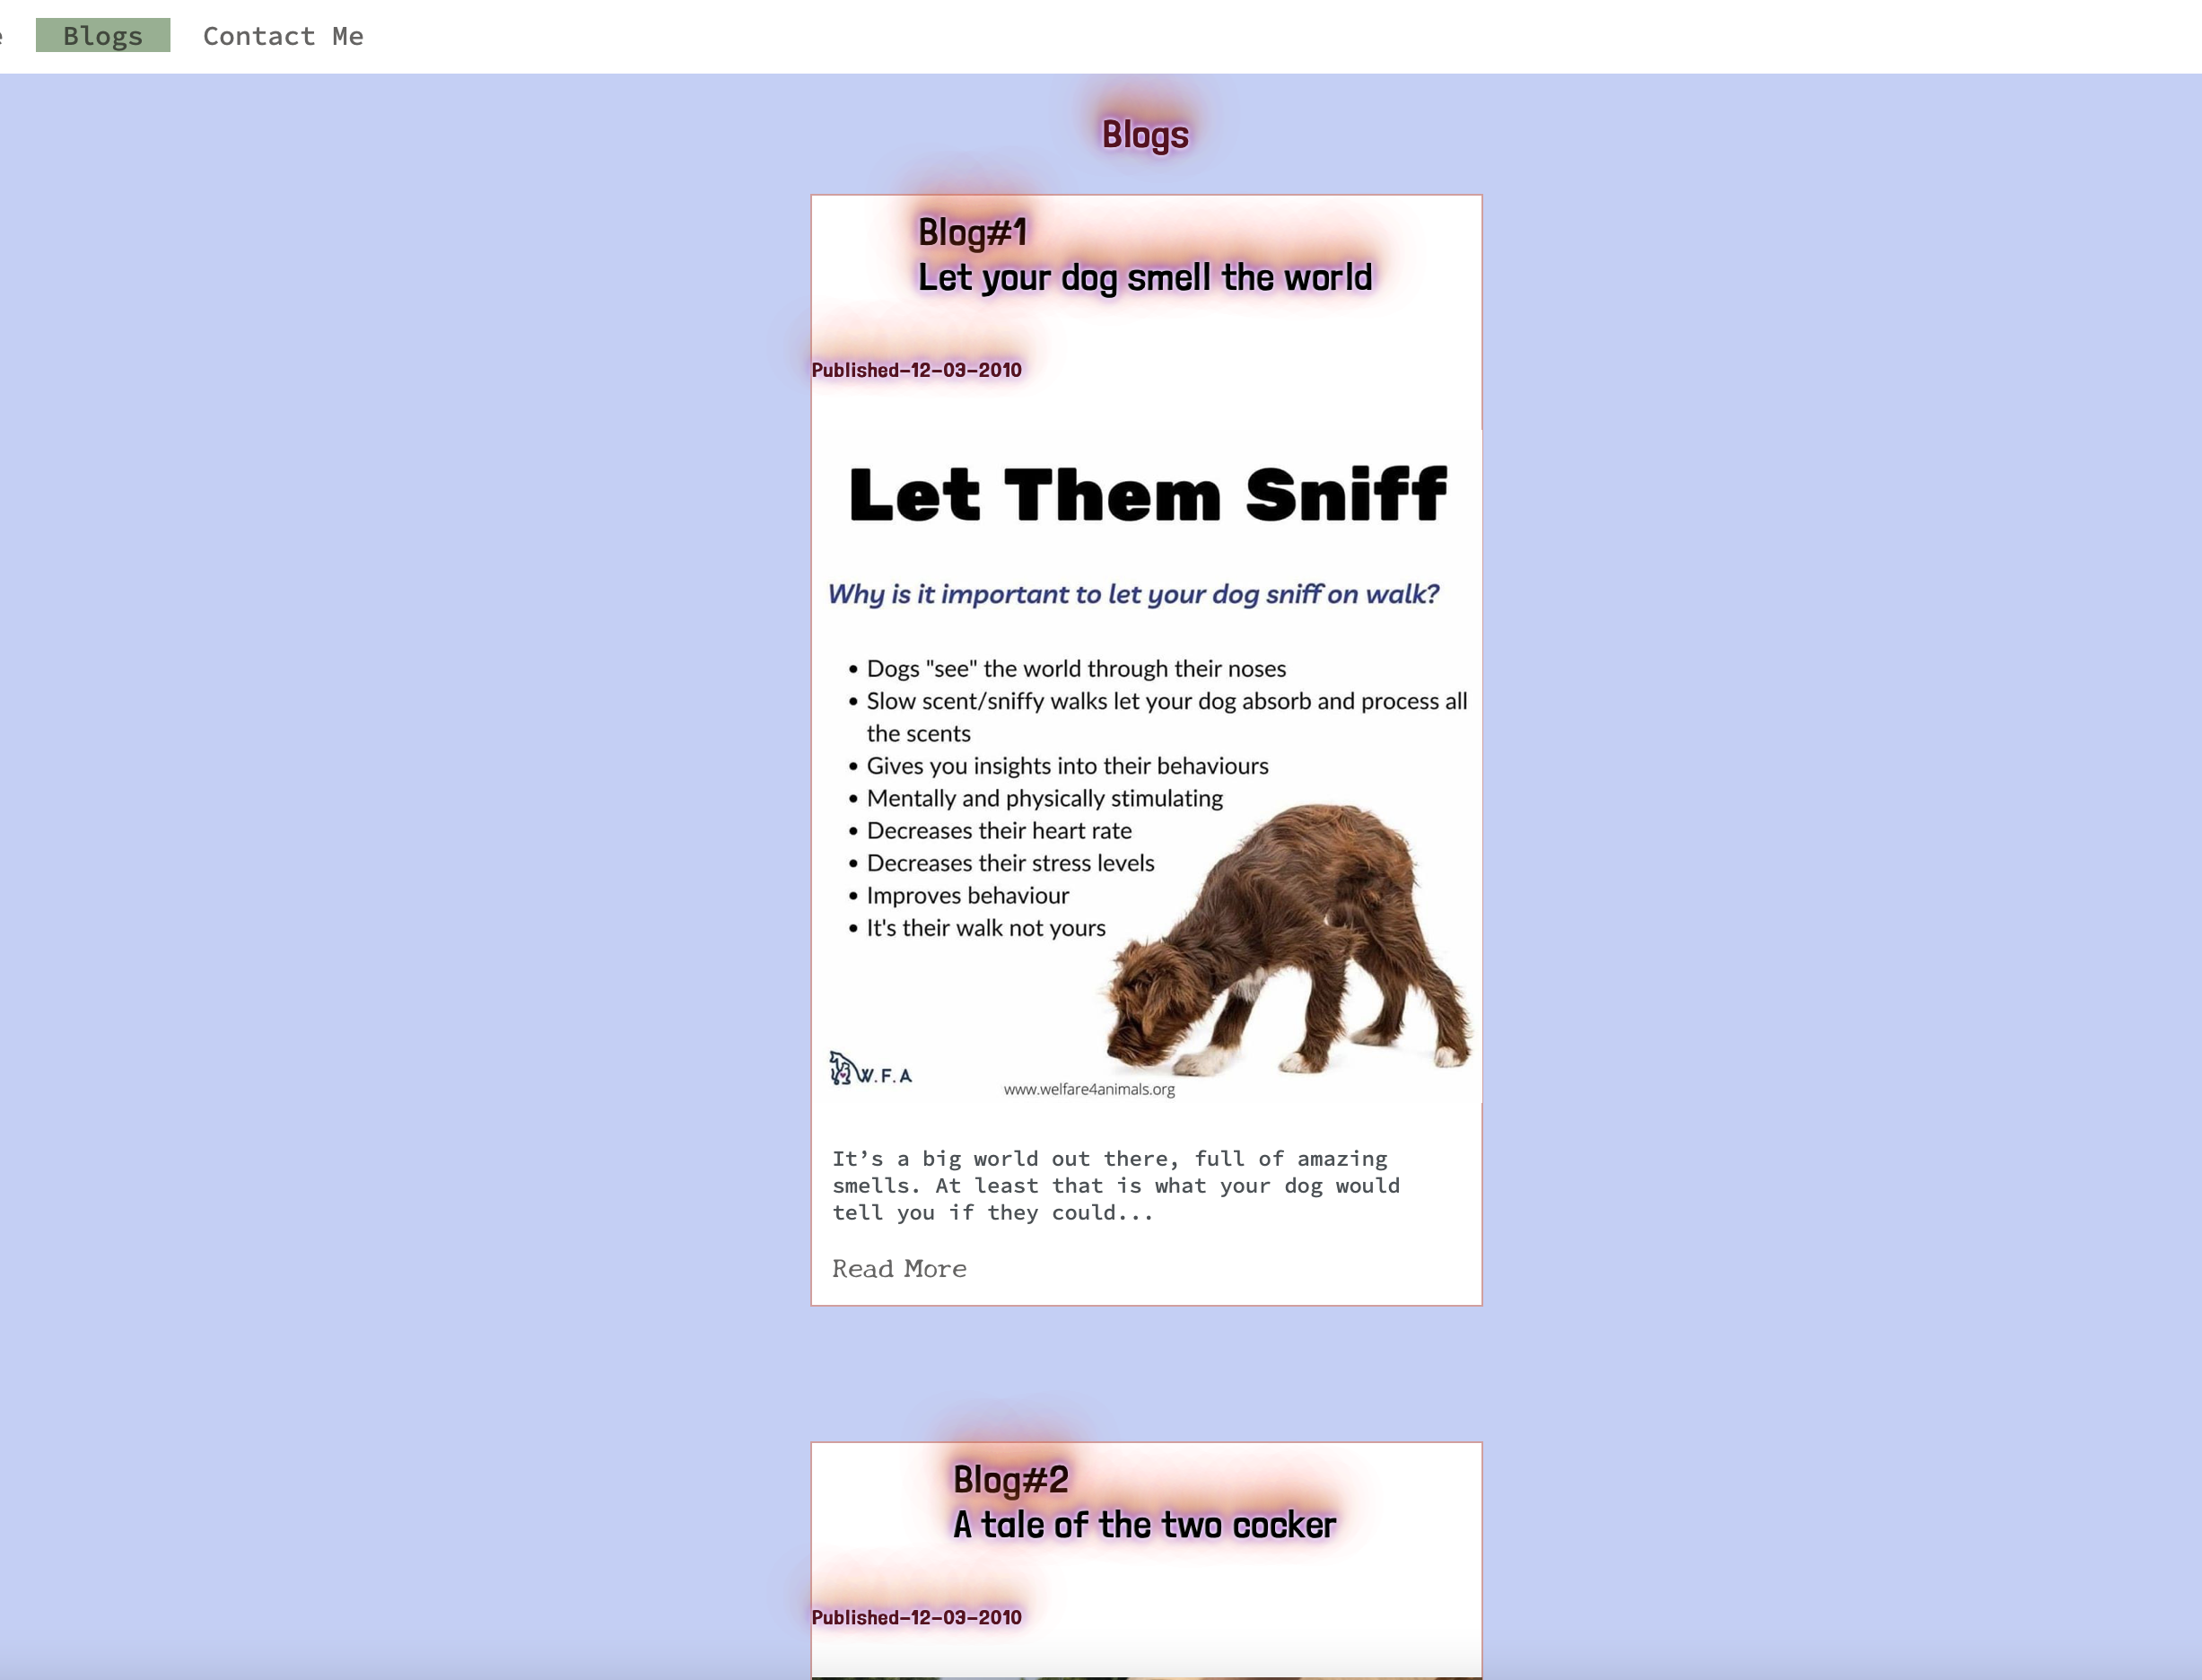 Blogs Contact Me
Blogs
Blog#1
Let your dog smell the world
Published-12-03-2010
Let Them Sniff
Why is it important to let your dog sniff on walk?
• Dogs "see" the world through their noses
• Slow scent/sniffy walks let your dog absorb and process all
the scents
• Gives you insights into their behaviours
• Mentally and physically stimulating
• Decreases their heart rate
• Decreases their stress levels
• Improves behaviour
• It's their walk not yours
W.F.A
www.welfare4animals.org
It’s a big world out there, full of amazing
smells. At least that is what your dog would
tell you if they could...
Read More
Blog#2
A tale of the two cocker
Published-12-03-2010